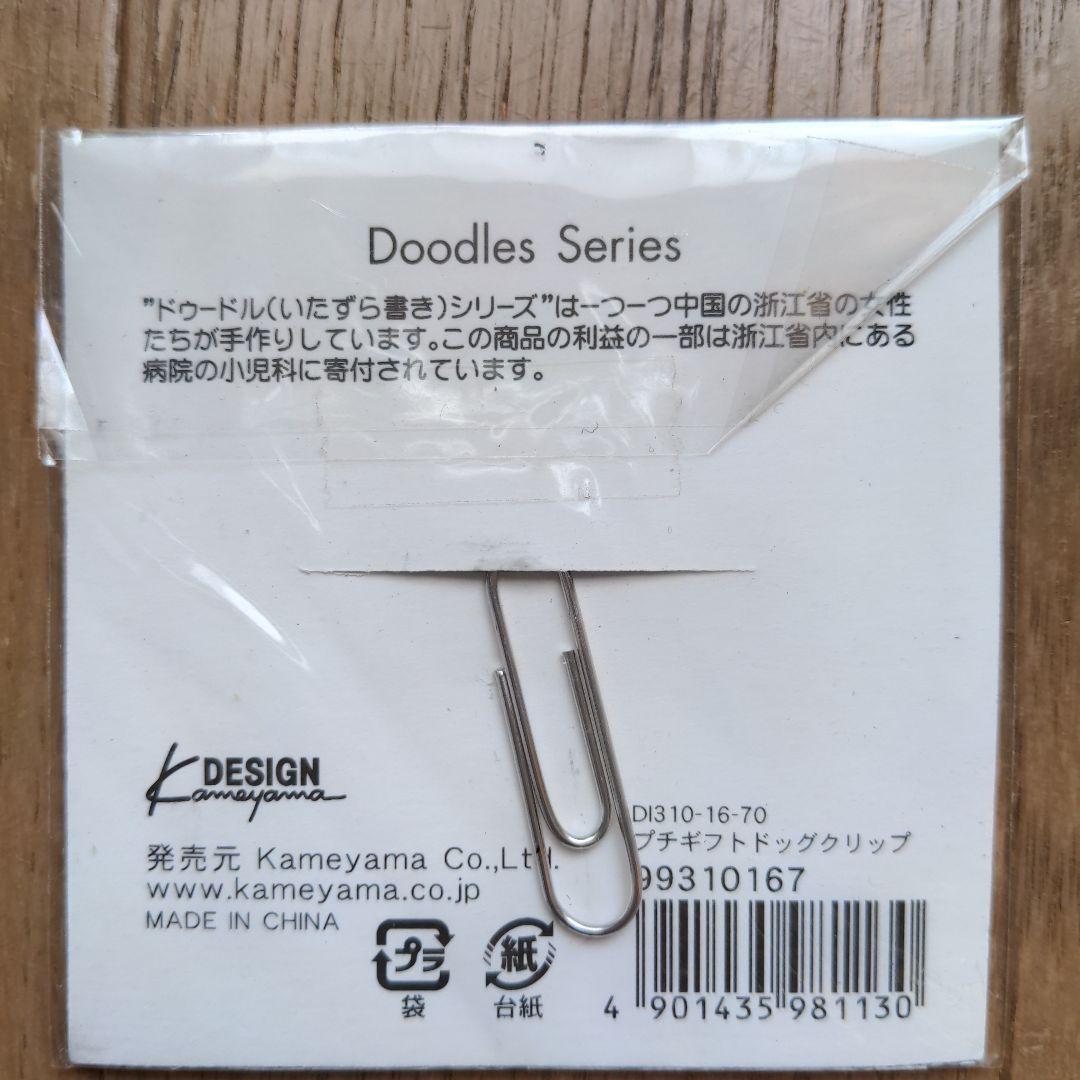 Doodles Series
"ドゥードル(いたずら書き)シリーズ"は一つ一つ中国の浙江省の女性
たちが手作りしています。この商品の利益の一部は浙江省内にある
病院の小児科に寄付されています。
K DESIGN
Kameyama
発売元 Kameyama Co.,Ltd.
www.kameyama.co.jp
MADE IN CHINA
DI310-16-70
プチギフトドッグクリップ
99310167
プラ
袋
紙
台紙
4 901435 981130